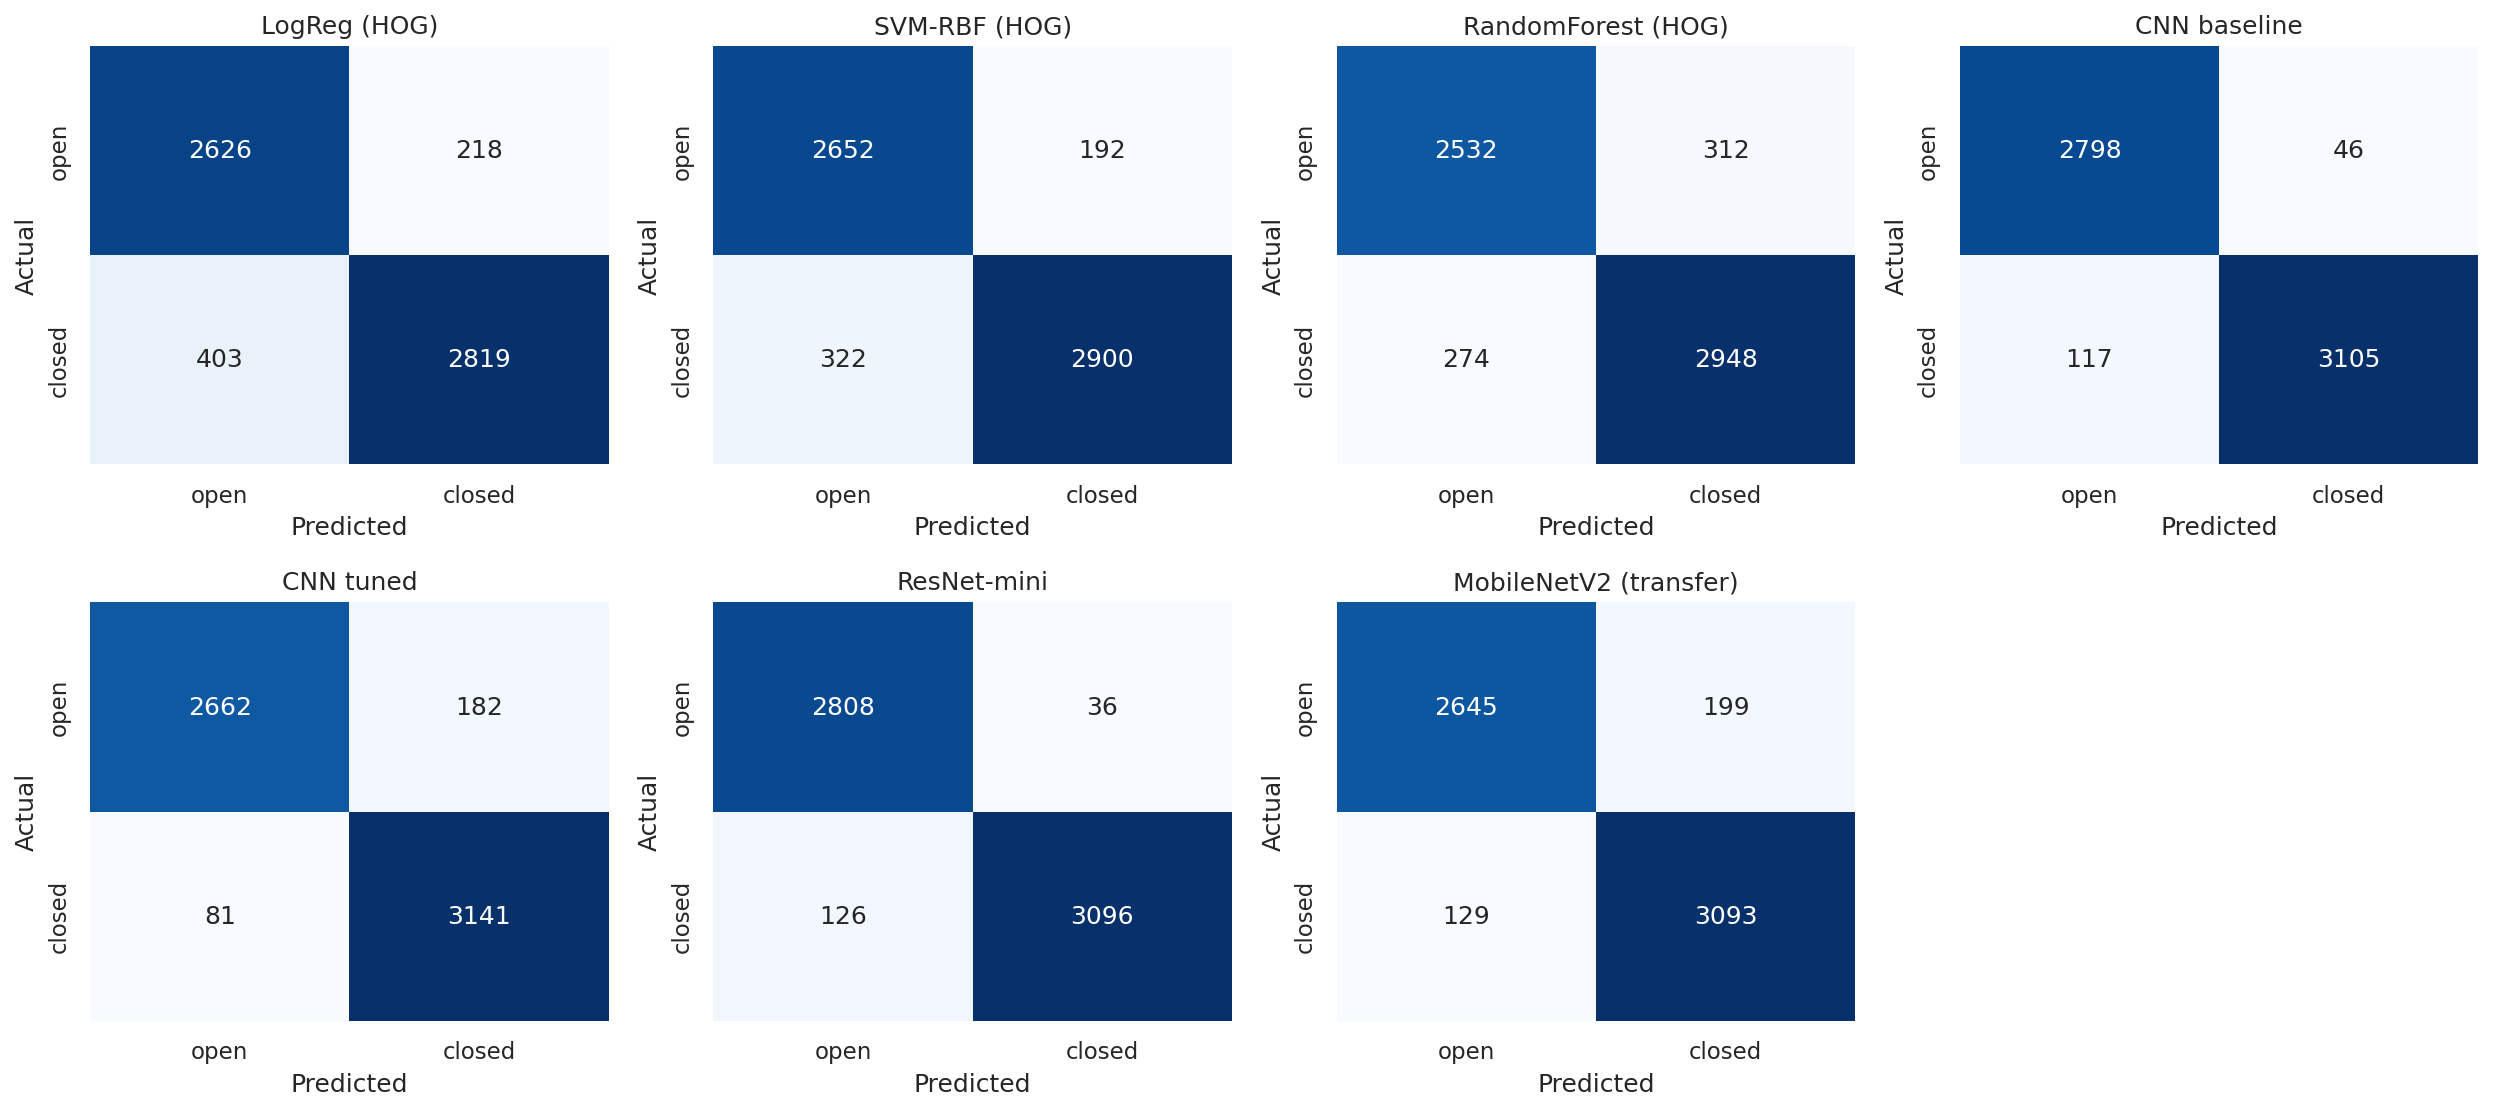 LogReg (HOG)
Actual
open
2626
218
closed
403
2819
open
closed
Predicted
SVM-RBF (HOG)
Actual
open
2652
192
closed
322
2900
open
closed
Predicted
RandomForest (HOG)
Actual
open
2532
312
closed
274
2948
open
closed
Predicted
CNN baseline
Actual
open
2798
46
closed
117
3105
open
closed
Predicted
CNN tuned
Actual
open
2662
182
closed
81
3141
open
closed
Predicted
ResNet-mini
Actual
open
2808
36
closed
126
3096
open
closed
Predicted
MobileNetV2 (transfer)
Actual
open
2645
199
closed
129
3093
open
closed
Predicted